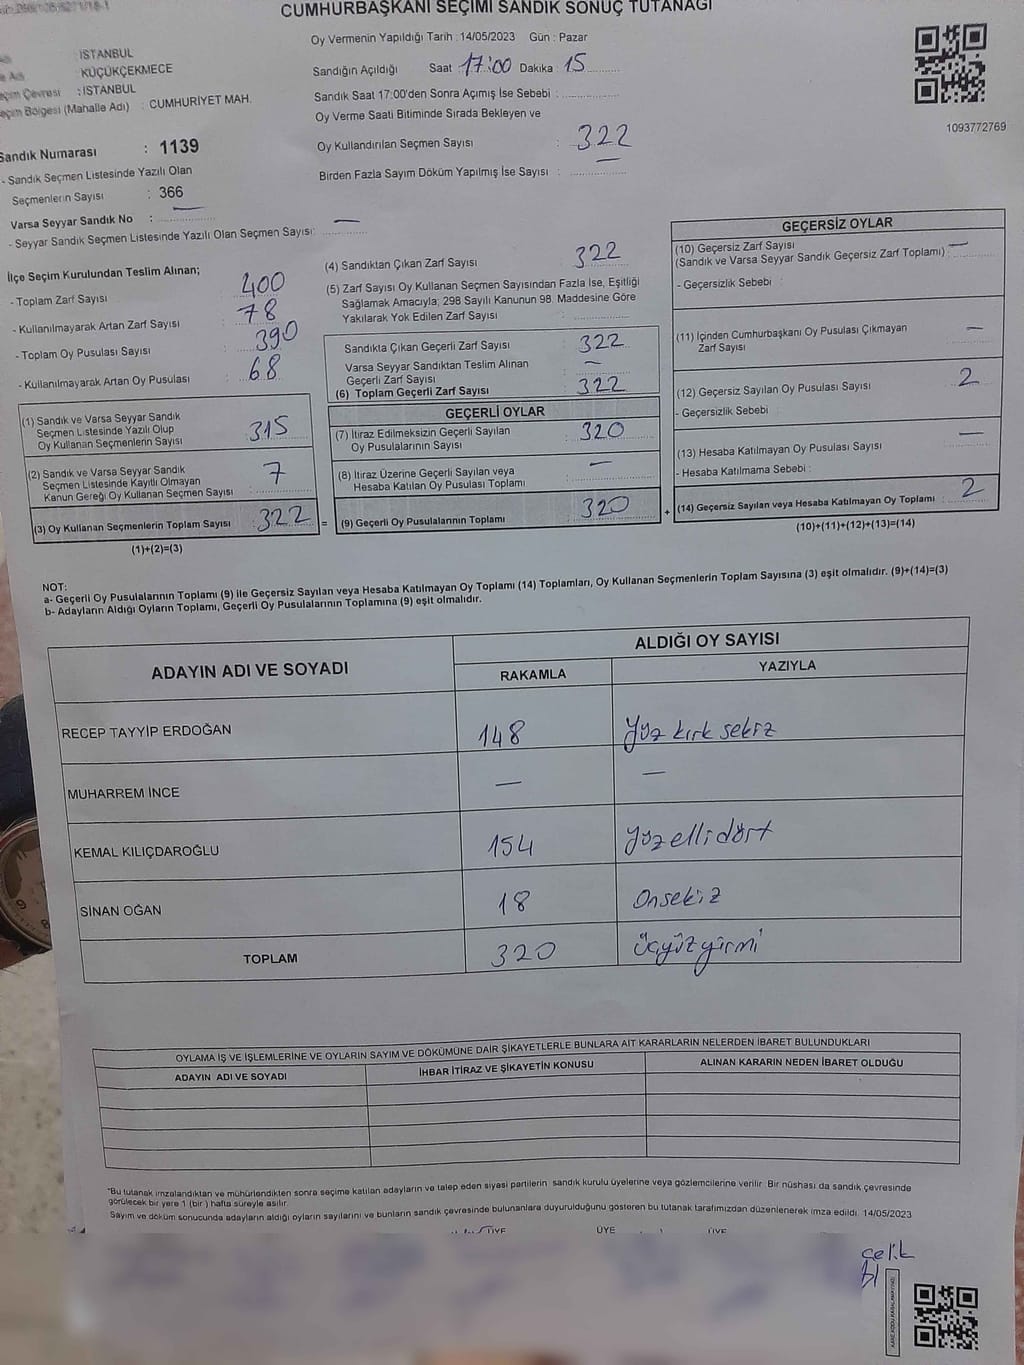 CUMHURBAŞKANI SEÇİMİ SANDIK SONUÇ TUTANAĞI
: İSTANBUL
Adı : KÜÇÜKÇEKMECE
eçim Çevresi : İSTANBUL
eçim Bölgesi (Mahalle Adı) : CUMHURİYET MAH.
Sandık Numarası : 1139
- Sandık Seçmen Listesinde Yazılı Olan
Seçmenlerin Sayısı : 366
Varsa Seyyar Sandık No : —
- Seyyar Sandık Seçmen Listesinde Yazılı Olan Seçmen Sayısı: —
Oy Vermenin Yapıldığı Tarih : 14/05/2023 Gün : Pazar
Sandığın Açıldığı Saat 17:00 Dakika 15
Sandık Saat 17:00'den Sonra Açımış İse Sebebi :
Oy Verme Saati Bitiminde Sırada Bekleyen ve
Oy Kullandırılan Seçmen Sayısı : 322
Birden Fazla Sayım Döküm Yapılmış İse Sayısı : —
1093772769
İlçe Seçim Kurulundan Teslim Alınan;
- Toplam Zarf Sayısı : 400
- Kullanılmayarak Artan Zarf Sayısı : 78
- Toplam Oy Pusulası Sayısı : 390
- Kullanılmayarak Artan Oy Pusulası : 68
(1) Sandık ve Varsa Seyyar Sandık
Seçmen Listesinde Yazılı Olup
Oy Kullanan Seçmenlerin Sayısı : 315
(2) Sandık ve Varsa Seyyar Sandık
Seçmen Listesinde Kayıtlı Olmayan
Kanun Gereği Oy Kullanan Seçmen Sayısı : 7
(3) Oy Kullanan Seçmenlerin Toplam Sayısı : 322 =
(1)+(2)=(3)
(4) Sandıktan Çıkan Zarf Sayısı : 322
(5) Zarf Sayısı Oy Kullanan Seçmen Sayısından Fazla İse, Eşitliği
Sağlamak Amacıyla; 298 Sayılı Kanunun 98. Maddesine Göre
Yakılarak Yok Edilen Zarf Sayısı :
Sandıkta Çıkan Geçerli Zarf Sayısı : 322
Varsa Seyyar Sandıktan Teslim Alınan
Geçerli Zarf Sayısı : —
(6) Toplam Geçerli Zarf Sayısı : 322
GEÇERLİ OYLAR
(7) İtiraz Edilmeksizin Geçerli Sayılan
Oy Pusulalarının Sayısı : 320
(8) İtiraz Üzerine Geçerli Sayılan veya
Hesaba Katılan Oy Pusulası Toplamı : —
(9) Geçerli Oy Pusulalarının Toplamı : 320 +
GEÇERSİZ OYLAR
(10) Geçersiz Zarf Sayısı
(Sandık ve Varsa Seyyar Sandık Geçersiz Zarf Toplamı) : —
- Geçersizlik Sebebi :
(11) İçinden Cumhurbaşkanı Oy Pusulası Çıkmayan
Zarf Sayısı : —
(12) Geçersiz Sayılan Oy Pusulası Sayısı : 2
- Geçersizlik Sebebi :
(13) Hesaba Katılmayan Oy Pusulası Sayısı : —
- Hesaba Katılmama Sebebi :
(14) Geçersiz Sayılan veya Hesaba Katılmayan Oy Toplamı : 2
(10)+(11)+(12)+(13)=(14)
NOT:
a- Geçerli Oy Pusulalarının Toplamı (9) ile Geçersiz Sayılan veya Hesaba Katılmayan Oy Toplamı (14) Toplamları, Oy Kullanan Seçmenlerin Toplam Sayısına (3) eşit olmalıdır. (9)+(14)=(3)
b- Adayların Aldığı Oyların Toplamı, Geçerli Oy Pusulalarının Toplamına (9) eşit olmalıdır.
ADAYIN ADI VE SOYADI
ALDIĞI OY SAYISI
RAKAMLA YAZIYLA
RECEP TAYYİP ERDOĞAN 148 Yüz kırk sekiz
MUHARREM İNCE — —
KEMAL KILIÇDAROĞLU 154 Yüzellidört
SİNAN OĞAN 18 Onsekiz
TOPLAM 320 üçyüzyirmi
OYLAMA İŞ VE İŞLEMLERİNE VE OYLARIN SAYIM VE DÖKÜMÜNE DAİR ŞİKAYETLERLE BUNLARA AİT KARARLARIN NELERDEN İBARET BULUNDUKLARI
ADAYIN ADI VE SOYADI İHBAR İTİRAZ VE ŞİKAYETİN KONUSU ALINAN KARARIN NEDEN İBARET OLDUĞU
*Bu tutanak imzalandıktan ve mühürlendikten sonra seçime katılan adayların ve talep eden siyasi partilerin sandık kurulu üyelerine veya gözlemcilerine verilir. Bir nüshası da sandık çevresinde
görülecek bir yere 1 (bir) hafta süreyle asılır.
Sayım ve döküm sonucunda adayların aldığı oyların sayılarını ve bunların sandık çevresinde bulunanlara duyurulduğunu gösteren bu tutanak tarafımızdan düzenlenerek imza edildi. 14/05/2023
ÜYE ÜYE ÜYE
çelik